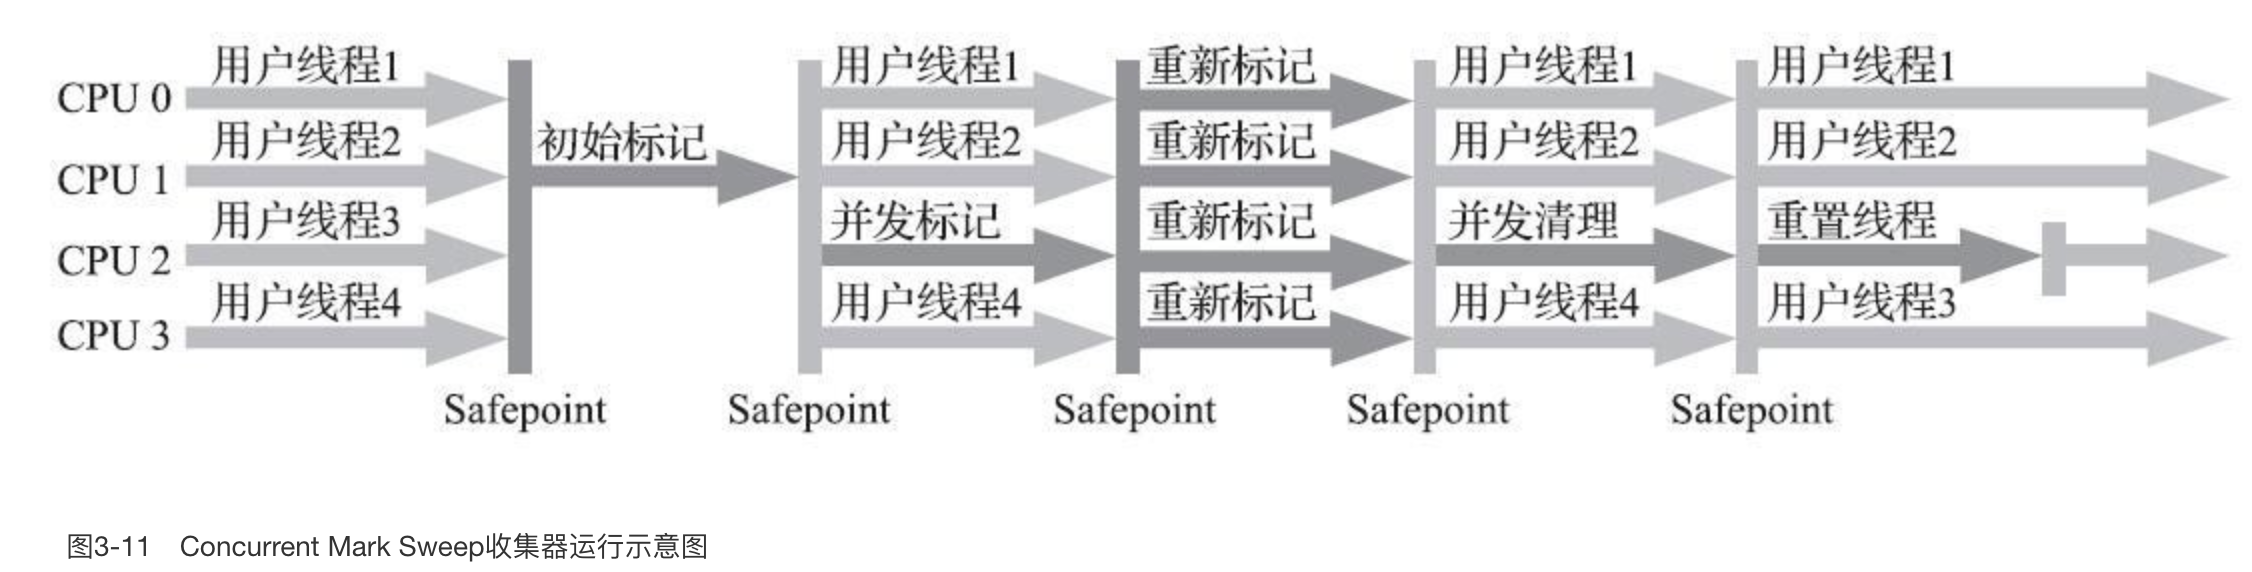 用户线程1 用户线程1 重新标记 用户线程1 用户线程1
CPU 0
用户线程2 初始标记 用户线程2 重新标记 用户线程2 用户线程2
CPU 1
用户线程3 并发标记 重新标记 并发清理 重置线程
CPU 2
用户线程4 用户线程4 重新标记 用户线程4 用户线程3
CPU 3
Safepoint Safepoint Safepoint Safepoint Safepoint
图3-11 Concurrent Mark Sweep收集器运行示意图